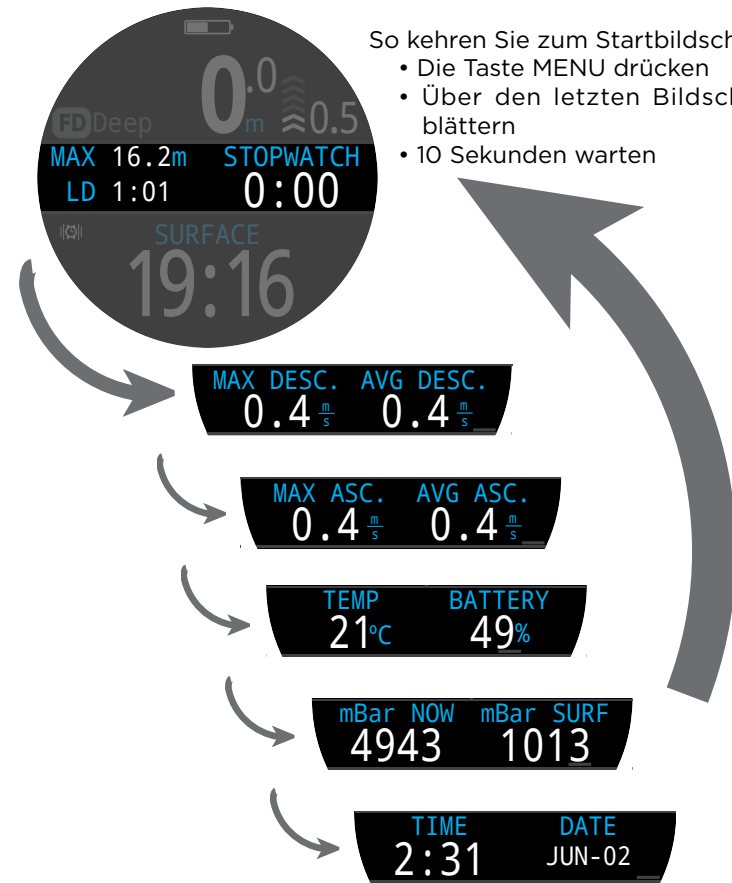 So kehren Sie zum
• Die Taste MENU drücken
• Über den letzten
blättern
• 10 Sekunden warten
0.0 m 0.5
FD Deep
MAX 16.2m STOPWATCH
LD 1:01 0:00
SURFACE
19:16
MAX DESC. AVG DESC.
0.4 m/s 0.4 m/s
MAX ASC. AVG ASC.
0.4 m/s 0.4 m/s
TEMP BATTERY
21°C 49%
mBar NOW mBar SURF
4943 1013
TIME DATE
2:31 JUN-02